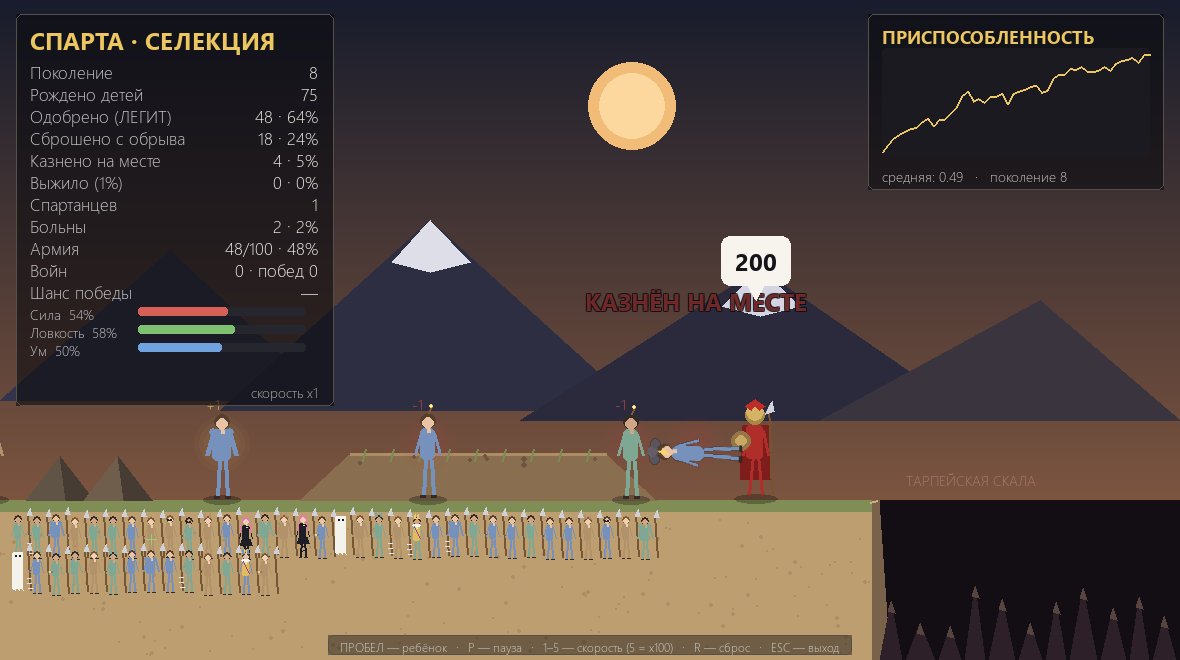 СПАРТА · СЕЛЕКЦИЯ
Поколение 8
Рождено детей 75
Одобрено (ЛЕГИТ) 48 · 64%
Сброшено с обрыва 18 · 24%
Казнено на месте 4 · 5%
Выжило (1%) 0 · 0%
Спартанцев 1
Больны 2 · 2%
Армия 48/100 · 48%
Войн 0 · побед 0
Шанс победы —
Сила 54%
Ловкость 58%
Ум 50%
скорость x1
ПРИСПОСОБЛЕННОСТЬ
средняя: 0.49 · поколение 8
200
КАЗНЁН НА МЕСТЕ
+1
-1
-1
ТАРПЕЙСКАЯ СКАЛА
ПРОБЕЛ — ребёнок · P — пауза · 1–5 — скорость (5 = x100) · R — сброс · ESC — выход